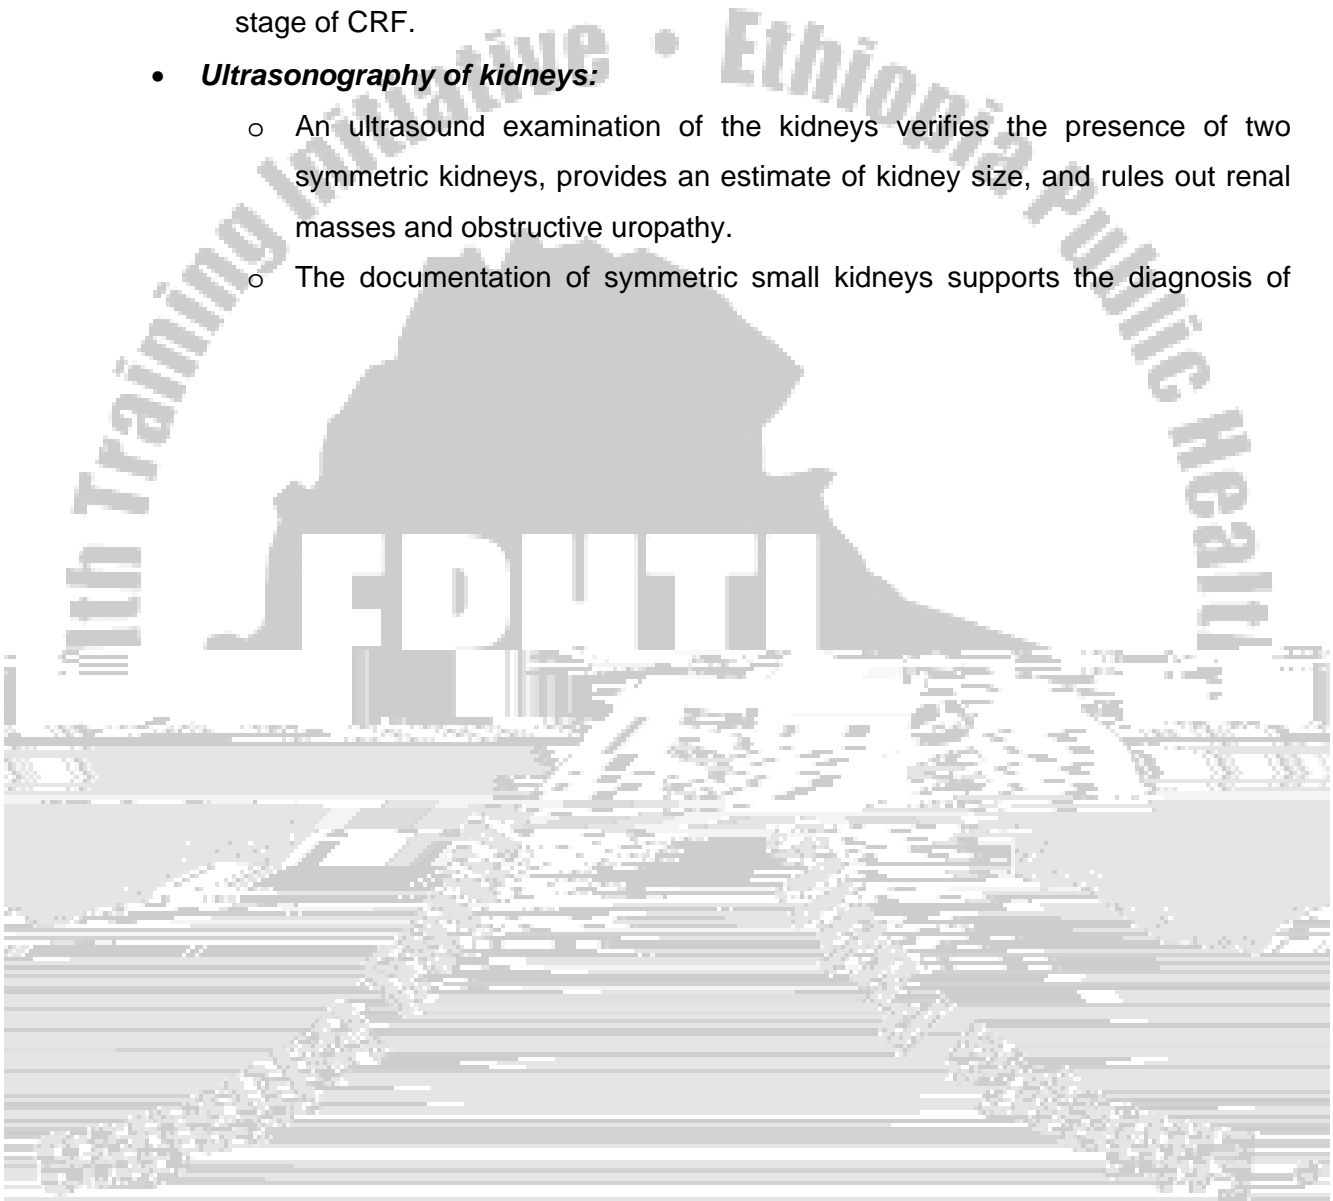 stage of CRF.
• Ultrasonography of kidneys:
o An ultrasound examination of the kidneys verifies the presence of two
symmetric kidneys, provides an estimate of kidney size, and rules out renal
masses and obstructive uropathy.
o The documentation of symmetric small kidneys supports the diagnosis of
lth Training Initiative • Ethiopia Public Healt